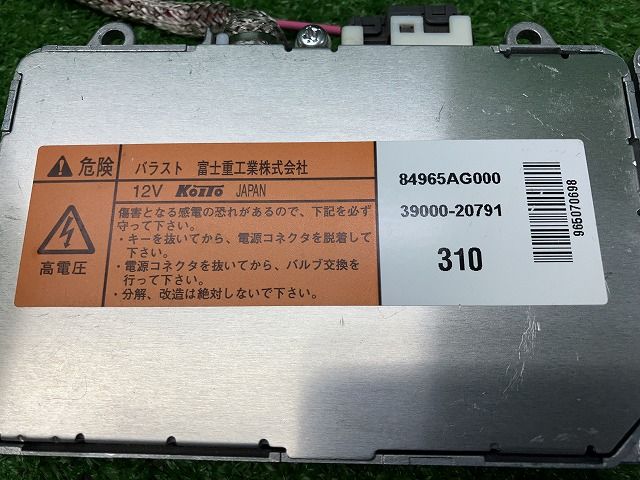 危険
バラスト 富士重工業株式会社
12V KOITO JAPAN
高電圧
傷害となる感電の恐れがあるので、下記を必ず
守って下さい。
・キーを抜いてから、電源コネクタを脱着して
下さい。
・電源コネクタを抜いてから、バルブ交換を
行って下さい。
・分解、改造は絶対しないで下さい。
84965AG000
39000-20791
310
965070698